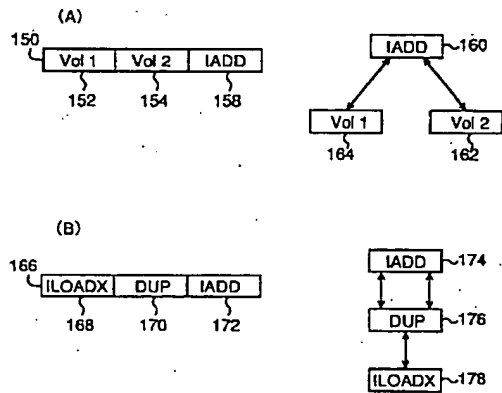 (A)
150 Vol 1 Vol 2 IADD
152 154 158
IADD 160
Vol 1 Vol 2
164 162
(B)
166 ILOADX DUP IADD
168 170 172
IADD 174
DUP 176
ILOADX 178